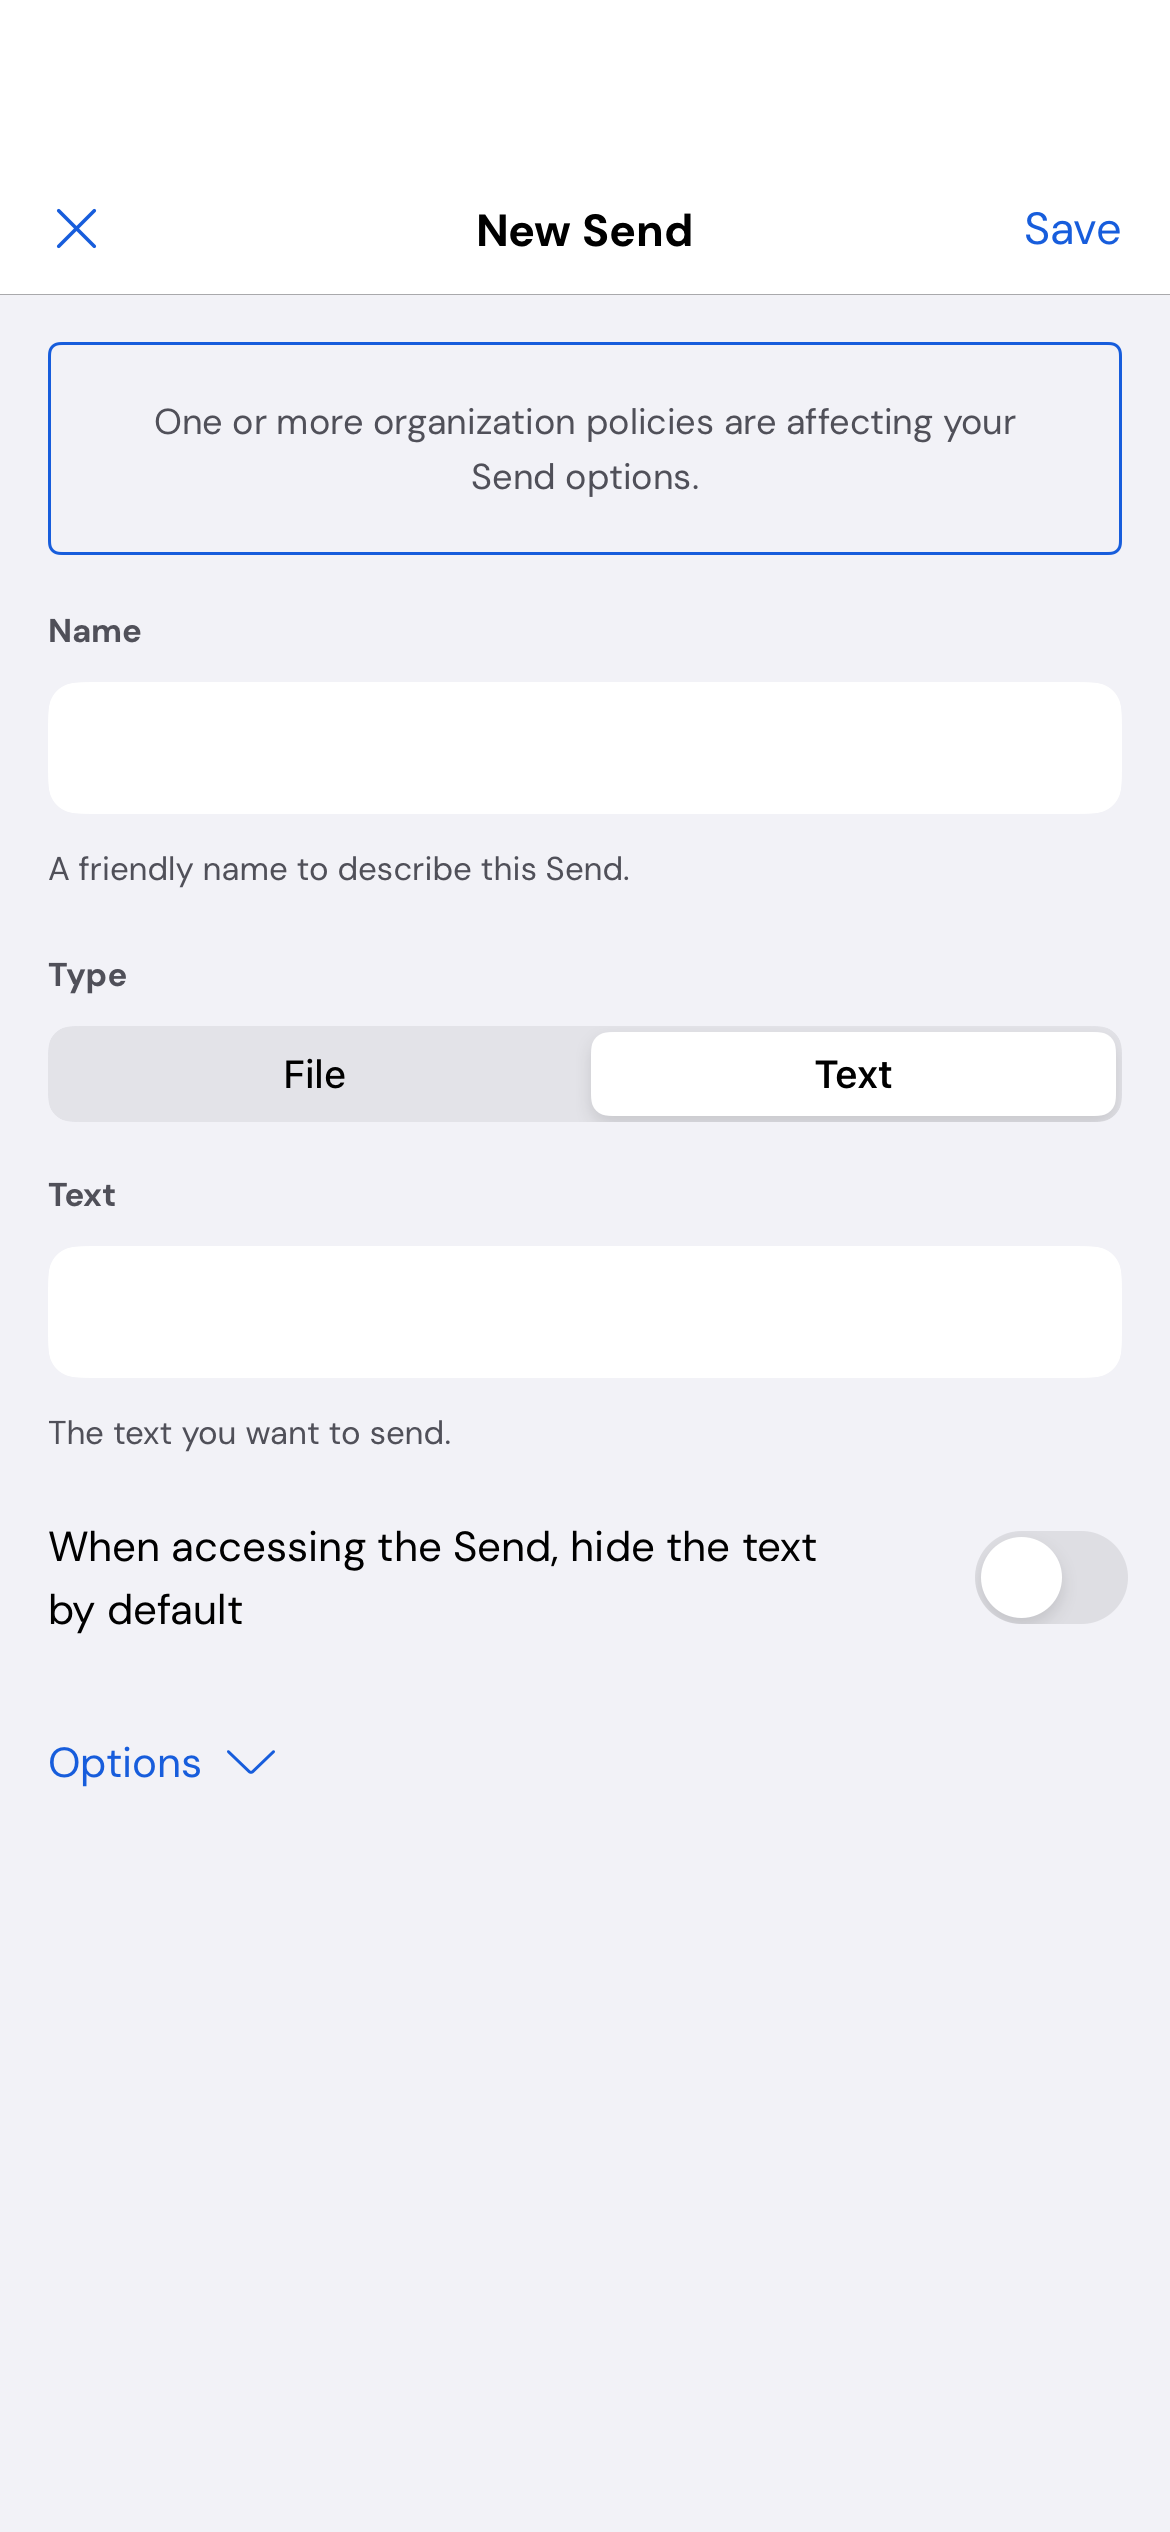 New Send
Save
One or more organization policies are affecting your
Send options.
Name
A friendly name to describe this Send.
Type
File
Text
Text
The text you want to send.
When accessing the Send, hide the text
by default
Options